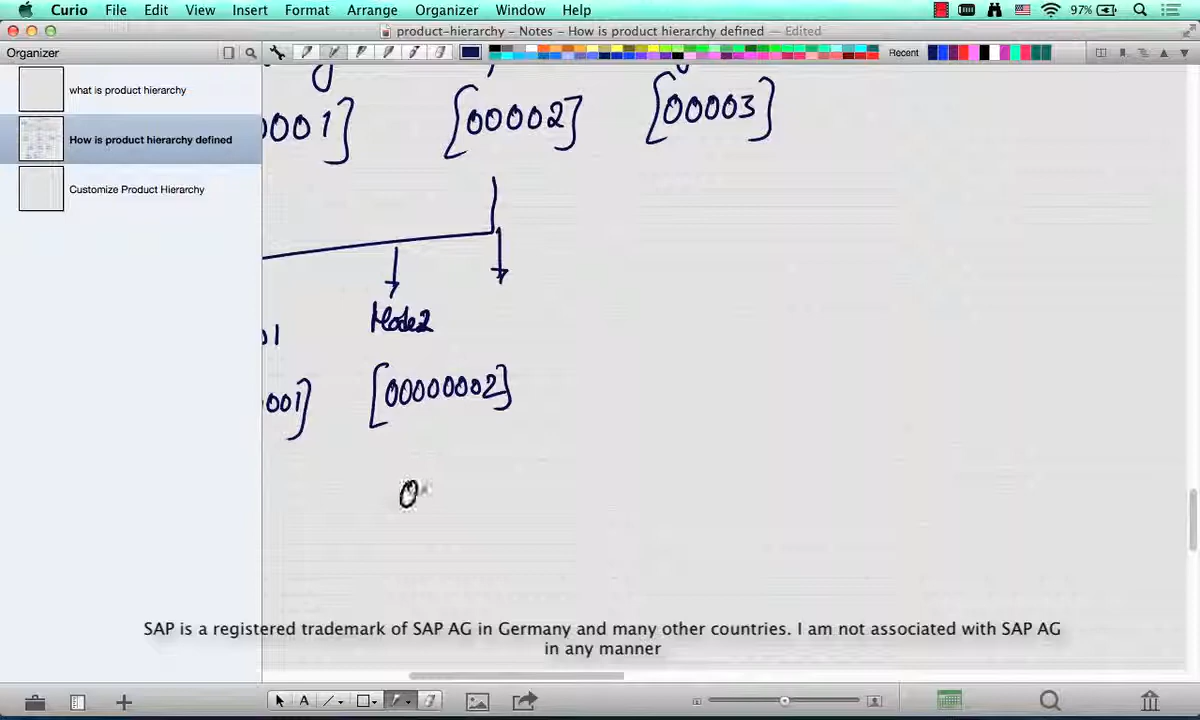 Curio File Edit View Insert Format Arrange Organizer Window Help 97%
product-hierarchy – Notes – How is product hierarchy defined — Edited
Organizer
Recent
what is product hierarchy
How is product hierarchy defined
Customize Product Hierarchy
0001]
[00002]
[00003]
01
001]
[00000002]
0
SAP is a registered trademark of SAP AG in Germany and many other countries. I am not associated with SAP AG
in any manner
A